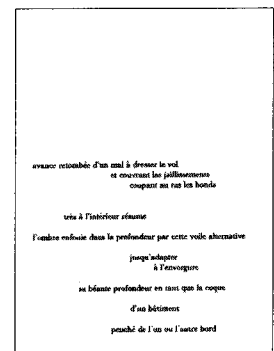 avance retombée d'un mal à dresser le vol
et couvrant les jaillissements
coupant au ras les bonds
très à l'intérieur résume
l'ombre enfouie dans la profondeur par cette voile alternative
jusqu'adapter
à l'envergure
sa béante profondeur en tant que la coque
d'un bâtiment
penché de l'un ou l'autre bord